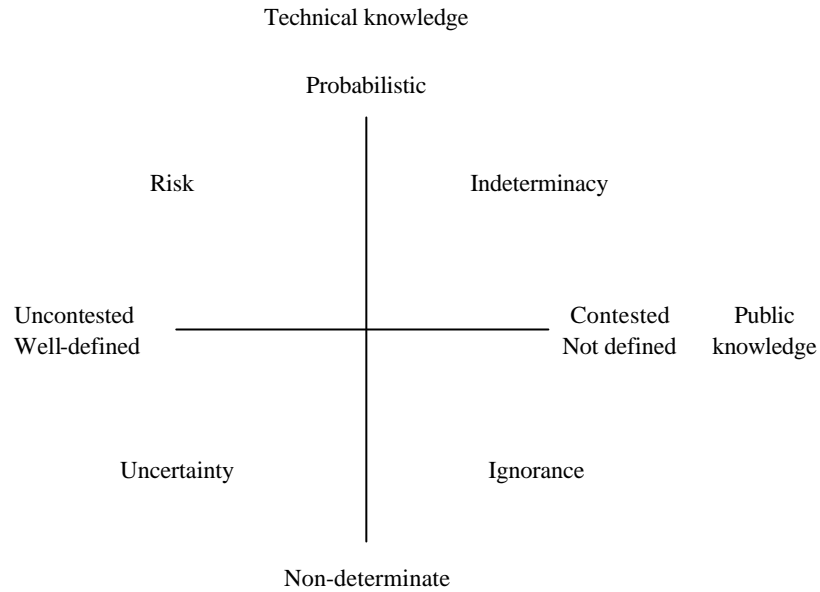 Technical knowledge
Probabilistic
Risk
Indeterminacy
Uncontested
Well-defined
Contested
Not defined
Public
knowledge
Uncertainty
Ignorance
Non-determinate